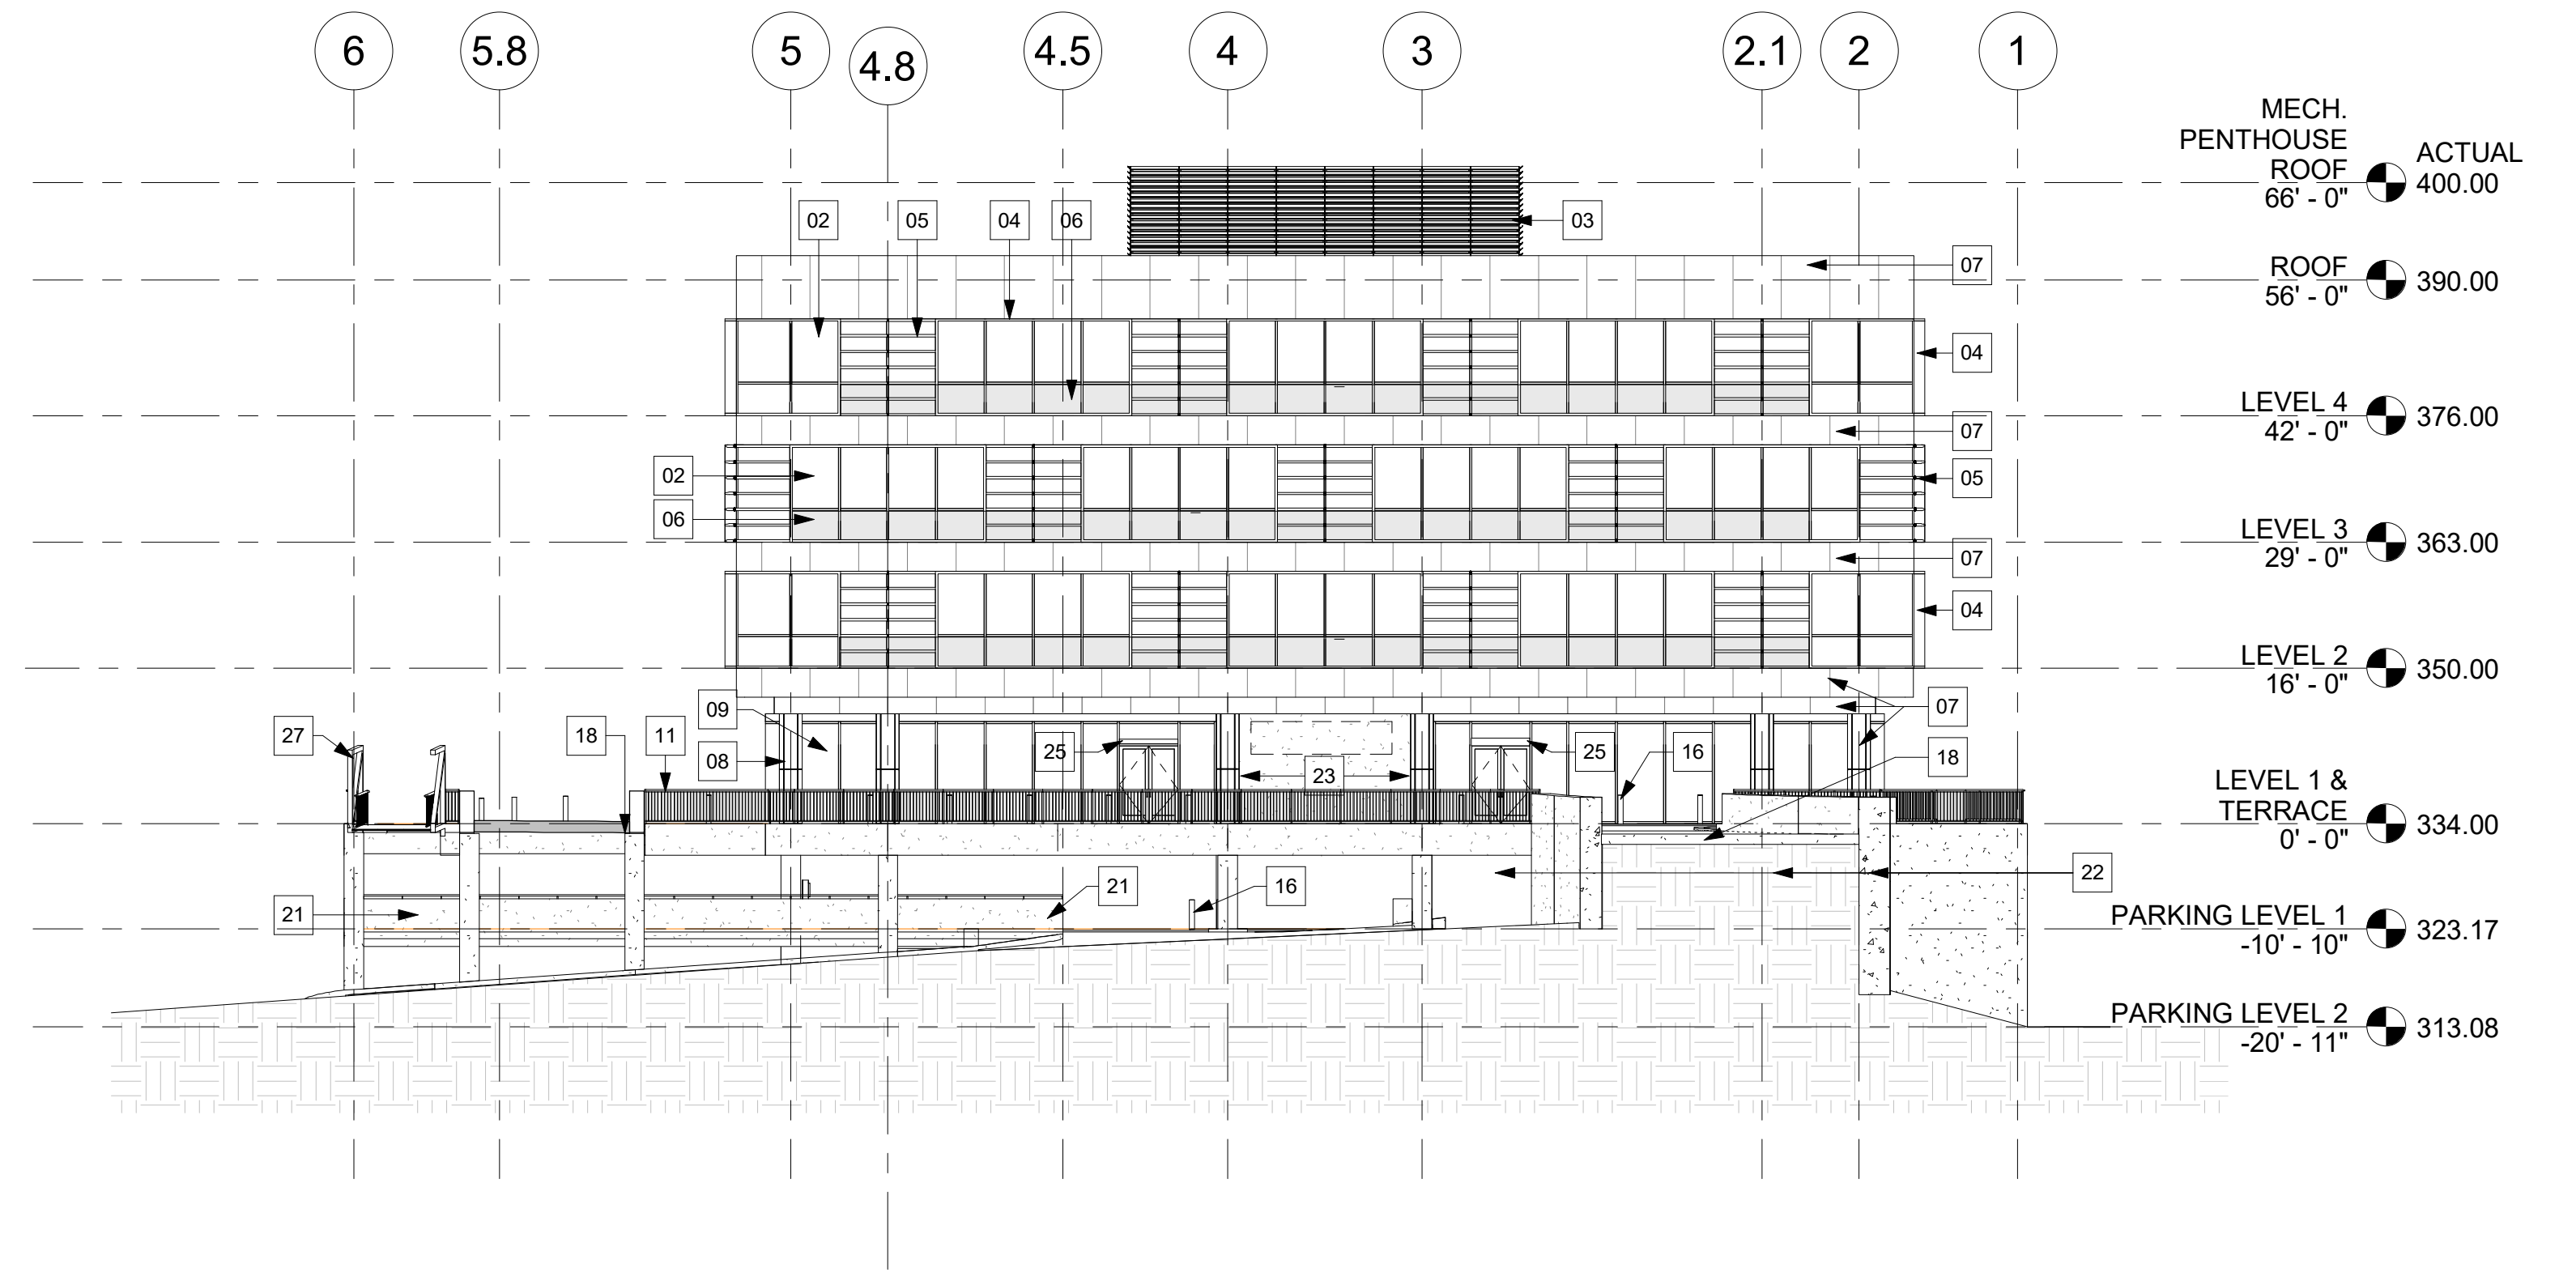 6
5.8
5
4.8
4.5
4
3
2.1
2
1
MECH.
PENTHOUSE
ROOF
66' - 0"
ACTUAL
400.00
02
05
04
06
03
07
ROOF
56' - 0"
390.00
04
LEVEL 4
42' - 0"
376.00
07
02
05
06
LEVEL 3
29' - 0"
363.00
07
04
LEVEL 2
16' - 0"
350.00
09
07
27
18
11
08
25
23
25
16
18
LEVEL 1 &
TERRACE
0' - 0"
334.00
21
21
16
22
PARKING LEVEL 1
-10' - 10"
323.17
PARKING LEVEL 2
-20' - 11"
313.08